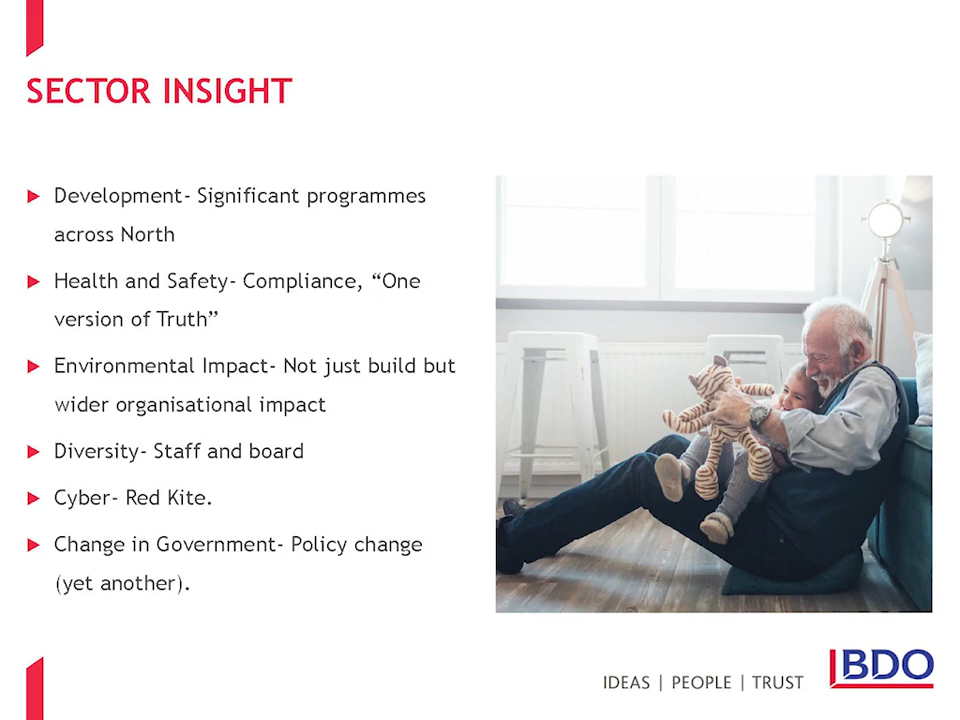 SECTOR INSIGHT
Development- Significant programmes
across North
Health and Safety- Compliance, “One
version of Truth”
Environmental Impact- Not just build but
wider organisational impact
Diversity- Staff and board
Cyber- Red Kite.
Change in Government- Policy change
(yet another).
IDEAS | PEOPLE | TRUST
BDO